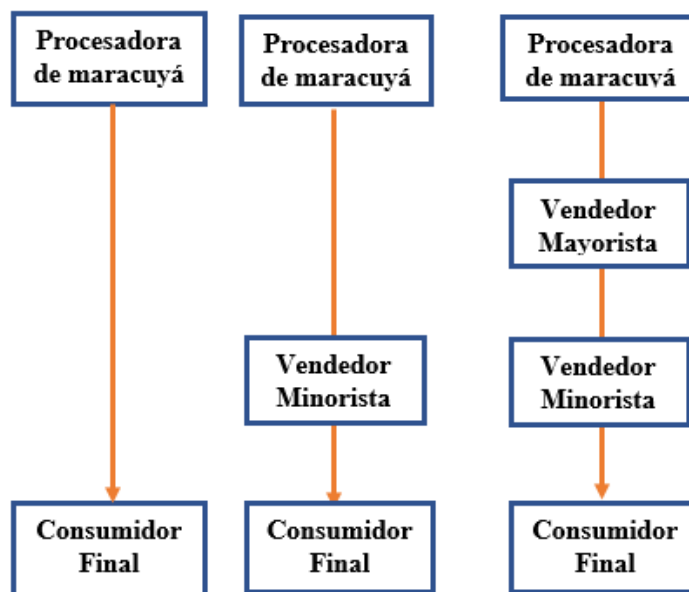 Procesadora
de maracuyá
Procesadora
de maracuyá
Procesadora
de maracuyá
Vendedor
Mayorista
Vendedor
Minorista
Vendedor
Minorista
Consumidor
Final
Consumidor
Final
Consumidor
Final